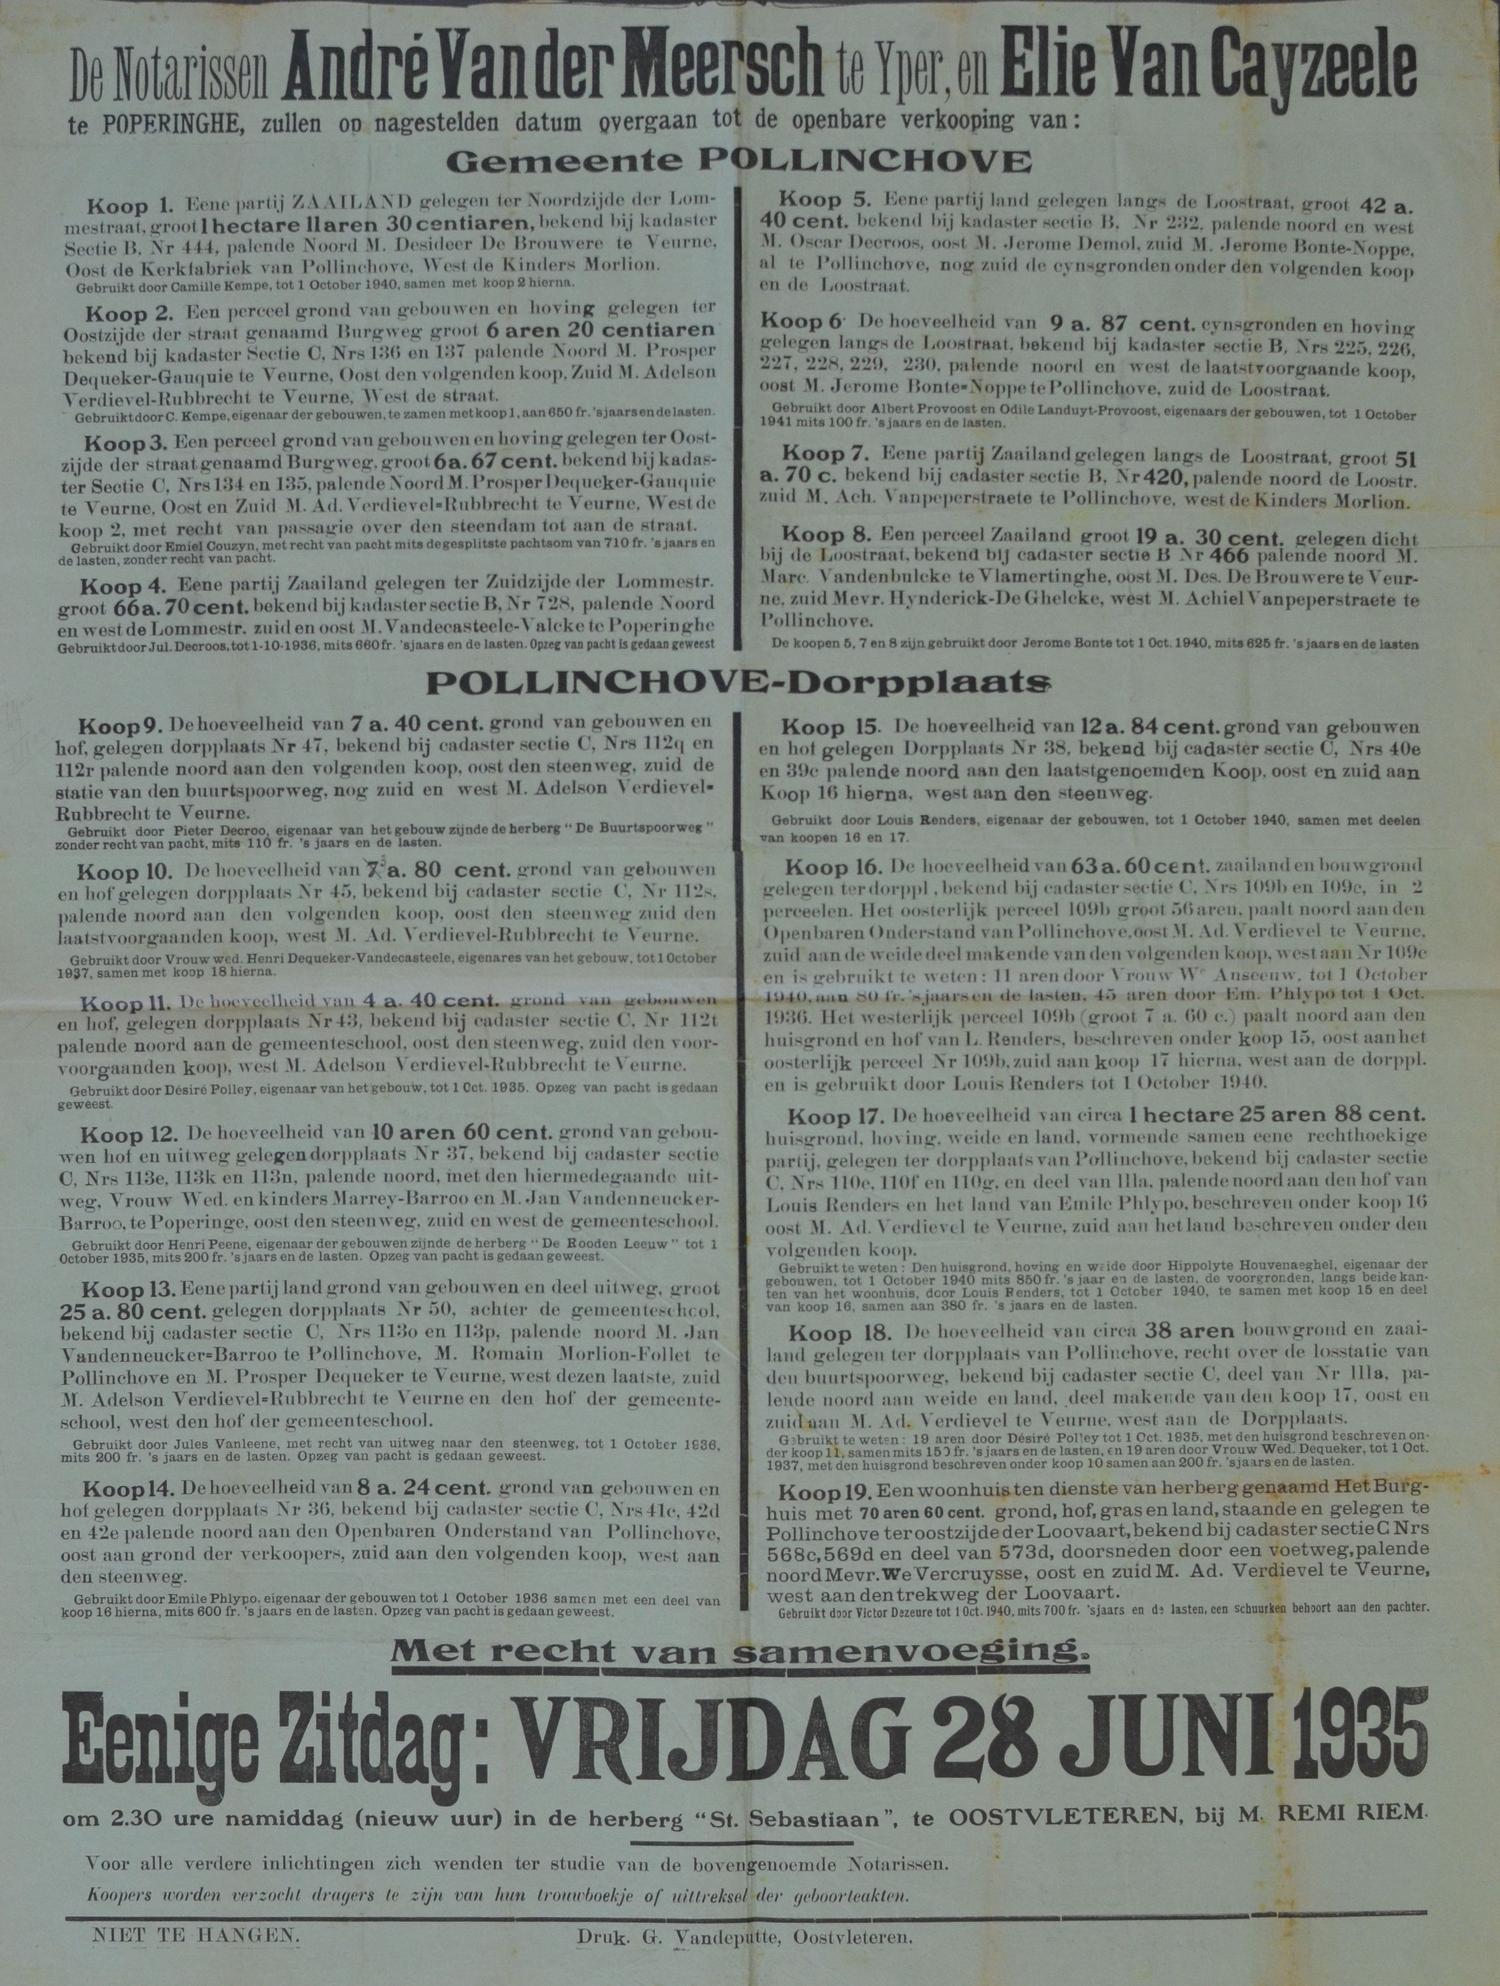 De Notarissen André Van der Meersch te Yper, en Elie Van Cayzeele
te POPERINGHE, zullen op nagestelden datum overgaan tot de openbare verkooping van:
Gemeente POLLINCHOVE
Koop 1. Eene partij ZAAILAND gelegen ter Noordzijde der Lom-
mestraat, groot 1 hectare 11 aren 30 centiaren, bekend bij kadaster
Sectie B, Nr 444, palende Noord M. Desideer De Brouwere te Veurne,
Oost de Kerkfabriek van Pollinchove, West de Kinders Morlion.
Gebruikt door Camille Kempe, tot 1 October 1940, samen met koop 2 hierna.
Koop 2. Een perceel grond van gebouwen en hoving gelegen ter
Oostzijde der straat genaamd Burgweg groot 6 aren 20 centiaren
bekend bij kadaster Sectie C, Nrs 136 en 137 palende Noord M. Prosper
Dequeker-Gauquie te Veurne, Oost den volgenden koop, Zuid M. Adelson
Verdievel-Rubbrecht te Veurne, West de straat.
Gebruikt door C. Kempe, eigenaar der gebouwen, te zamen met koop 1, aan 650 fr. 'sjaars en de lasten.
Koop 3. Een perceel grond van gebouwen en hoving gelegen ter Oost-
zijde der straat genaamd Burgweg, groot 6 a. 67 cent. bekend bij kadas-
ter Sectie C, Nrs 134 en 135, palende Noord M. Prosper Dequeker-Gauquie
te Veurne, Oost en Zuid M. Ad. Verdievel=Rubbrecht te Veurne, West de
koop 2, met recht van passagie over den steendam tot aan de straat.
Gebruikt door Emiel Couzyn, met recht van pacht mits de gesplitste pachtsom van 710 fr. 'sjaars en
de lasten, zonder recht van pacht.
Koop 4. Eene partij Zaailand gelegen ter Zuidzijde der Lommestr.
groot 66 a. 70 cent. bekend bij kadaster sectie B, Nr 728, palende Noord
en west de Lommestr. zuid en oost M. Vandecasteele-Valcke te Poperinghe
Gebruikt door Jul. Decroos, tot 1-10-1936, mits 660 fr. 'sjaars en de lasten. Opzeg van pacht is gedaan geweest
Koop 5. Eene partij land gelegen langs de Loostraat, groot 42 a.
40 cent. bekend bij kadaster sectie B, Nr 232, palende noord en west
M. Oscar Decroos, oost M. Jerome Demol, zuid M. Jerome Bonte-Noppe,
al te Pollinchove, nog zuid de cynsgronden onder den volgenden koop
en de Loostraat.
Koop 6. De hoeveelheid van 9 a. 87 cent. cynsgronden en hoving
gelegen langs de Loostraat, bekend bij kadaster sectie B, Nrs 225, 226,
227, 228, 229, 230, palende noord en west de laatstvoorgaande koop,
oost M. Jerome Bonte=Noppe te Pollinchove, zuid de Loostraat.
Gebruikt door Albert Provoost en Odile Landuyt-Provoost, eigenaars der gebouwen, tot 1 October
1941 mits 100 fr. 'sjaars en de lasten.
Koop 7. Eene partij Zaailand gelegen langs de Loostraat, groot 51
a. 70 c. bekend bij cadaster sectie B, Nr 420, palende noord de Loostr.
zuid M. Ach. Vanpeperstraete te Pollinchove, west de Kinders Morlion.
Koop 8. Een perceel Zaailand groot 19 a. 30 cent. gelegen dicht
bij de Loostraat, bekend bij cadaster sectie B Nr 466 palende noord M.
Marc. Vandenbulcke te Vlamertinghe, oost M. Des. De Brouwere te Veur-
ne, zuid Mevr. Hynderick-De Ghelcke, west M. Achiel Vanpeperstraete te
Pollinchove.
De koopen 5, 7 en 8 zijn gebruikt door Jerome Bonte tot 1 Oct. 1940, mits 625 fr. 'sjaars en de lasten
POLLINCHOVE-Dorpplaats
Koop 9. De hoeveelheid van 7 a. 40 cent. grond van gebouwen en
hof, gelegen dorpplaats Nr 47, bekend bij cadaster sectie C, Nrs 112q en
112r palende noord aan den volgenden koop, oost den steenweg, zuid de
statie van den buurtspoorweg, nog zuid en west M. Adelson Verdievel=
Rubbrecht te Veurne.
Gebruikt door Pieter Decroo, eigenaar van het gebouw zijnde de herberg "De Buurtspoorweg"
zonder recht van pacht, mits 110 fr. 's jaars en de lasten.
Koop 10. De hoeveelheid van a. 80 cent. grond van gebouwen
en hof gelegen dorpplaats Nr 45, bekend bij cadaster sectie C, Nr 112s,
palende noord aan den volgenden koop, oost den steenweg zuid den
laatstvoorgaanden koop, west M. Ad. Verdievel-Rubbrecht te Veurne.
Gebruikt door Vrouw wed. Henri Dequeker-Vandecasteele, eigenares van het gebouw, tot 1 October
1937, samen met koop 18 hierna.
Koop 11. De hoeveelheid van 4 a. 40 cent. grond van gebouwen
en hof, gelegen dorpplaats Nr 43, bekend bij cadaster sectie C, Nr 112t
palende noord aan de gemeenteschool, oost den steenweg, zuid den voor-
voorgaanden koop, west M. Adelson Verdievel-Rubbrecht te Veurne.
Gebruikt door Désiré Polley, eigenaar van het gebouw, tot 1 Oct. 1935. Opzeg van pacht is gedaan
geweest.
Koop 12. De hoeveelheid van 10 aren 60 cent. grond van gebou-
wen hof en uitweg gelegen dorpplaats Nr 37, bekend bij cadaster sectie
C, Nrs 113e, 113k en 113n, palende noord, met den hiermedegaande uit-
weg, Vrouw Wed. en kinders Marrey-Barroo en M. Jan Vandenneucker-
Barroo, te Poperinge, oost den steenweg, zuid en west de gemeenteschool.
Gebruikt door Henri Peene, eigenaar der gebouwen zijnde de herberg "De Rooden Leeuw" tot 1
October 1935, mits 200 fr. 'sjaars en de lasten. Opzeg van pacht is gedaan geweest.
Koop 13. Eene partij land grond van gebouwen en deel uitweg, groot
25 a. 80 cent. gelegen dorpplaats Nr 50, achter de gemeenteschool,
bekend bij cadaster sectie C, Nrs 113o en 113p, palende noord M. Jan
Vandenneucker=Barroo te Pollinchove, M. Romain Morlion-Follet te
Pollinchove en M. Prosper Dequeker te Veurne, west dezen laatste, zuid
M. Adelson Verdievel=Rubbrecht te Veurne en den hof der gemeente-
school, west den hof der gemeenteschool.
Gebruikt door Jules Vanleene, met recht van uitweg naar den steenweg, tot 1 October 1936,
mits 200 fr. 's jaars en de lasten. Opzeg van pacht is gedaan geweest.
Koop 14. De hoeveelheid van 8 a. 24 cent. grond van gebouwen en
hof gelegen dorpplaats Nr 36, bekend bij cadaster sectie C, Nrs 41c, 42d
en 42e palende noord aan den Openbaren Onderstand van Pollinchove,
oost aan grond der verkoopers, zuid aan den volgenden koop, west aan
den steenweg.
Gebruikt door Emile Phlypo, eigenaar der gebouwen tot 1 October 1936 samen met een deel van
koop 16 hierna, mits 600 fr. 'sjaars en de lasten. Opzeg van pacht is gedaan geweest.
Koop 15. De hoeveelheid van 12 a. 84 cent. grond van gebouwen
en hof gelegen Dorpplaats Nr 38, bekend bij cadaster sectie C, Nrs 40e
en 39c palende noord aan den laatstgenoemden Koop, oost en zuid aan
Koop 16 hierna, west aan den steenweg.
Gebruikt door Louis Renders, eigenaar der gebouwen, tot 1 October 1940, samen met deelen
van koopen 16 en 17.
Koop 16. De hoeveelheid van 63 a. 60 cent. zaailand en bouwgrond
gelegen ter dorppl, bekend bij cadaster sectie C, Nrs 109b en 109c, in 2
perceelen. Het oosterlijk perceel 109b groot 56 aren, paalt noord aan den
Openbaren Onderstand van Pollinchove, oost M. Ad. Verdievel te Veurne,
zuid aan de weide deel makende van den volgenden koop, west aan Nr 109c
en is gebruikt te weten: 11 aren door Vrouw We Anseeuw, tot 1 October
1940, aan 80 fr. 'sjaars en de lasten, 45 aren door Em. Phlypo tot 1 Oct.
1936. Het westerlijk perceel 109b (groot 7 a. 60 c.) paalt noord aan den
huisgrond en hof van L. Renders, beschreven onder koop 15, oost aan het
oosterlijk perceel Nr 109b, zuid aan koop 17 hierna, west aan de dorppl.
en is gebruikt door Louis Renders tot 1 October 1940.
Koop 17. De hoeveelheid van circa 1 hectare 25 aren 88 cent.
huisgrond, hoving, weide en land, vormende samen eene rechthoekige
partij, gelegen ter dorpplaats van Pollinchove, bekend bij cadaster sectie
C, Nrs 110e, 110f en 110g, en deel van 111a, palende noord aan den hof van
Louis Renders en het land van Emile Phlypo, beschreven onder koop 16
oost M. Ad. Verdievel te Veurne, zuid aan het land beschreven onder den
volgenden koop.
Gebruikt te weten: Den huisgrond, hoving en weide door Hippolyte Houvenaeghel, eigenaar der
gebouwen, tot 1 October 1940 mits 850 fr. 's jaar en de lasten, de voorgronden, langs beide kan-
ten van het woonhuis, door Louis Renders, tot 1 October 1940, te samen met koop 15 en deel
van koop 16, samen aan 380 fr. 's jaars en de lasten.
Koop 18. De hoeveelheid van circa 38 aren bouwgrond en zaai-
land gelegen ter dorpplaats van Pollinchove, recht over de losstatie van
den buurtspoorweg, bekend bij cadaster sectie C, deel van Nr 111a, pa-
lende noord aan weide en land, deel makende van den koop 17, oost en
zuid aan M. Ad. Verdievel te Veurne, west aan de Dorpplaats.
Gebruikt te weten: 19 aren door Désiré Polley tot 1 Oct. 1935, met den huisgrond beschreven on-
der koop 11, samen mits 150 fr. 'sjaars en de lasten, en 19 aren door Vrouw Wed. Dequeker, tot 1 Oct.
1937, met den huisgrond beschreven onder koop 10 samen aan 200 fr. 'sjaars en de lasten.
Koop 19. Een woonhuis ten dienste van herberg genaamd Het Burg-
huis met 70 aren 60 cent. grond, hof, gras en land, staande en gelegen te
Pollinchove ter oostzijde der Loovaart, bekend bij cadaster sectie C Nrs
568c, 569d en deel van 573d, doorsneden door een voetweg, palende
noord Mevr. We Vercruysse, oost en zuid M. Ad. Verdievel te Veurne,
west aan den trekweg der Loovaart.
Gebruikt door Victor Dezeure tot 1 Oct. 1940, mits 700 fr. 'sjaars en de lasten, een schuurken behoort aan den pachter.
Met recht van samenvoeging.
Eenige Zitdag: VRIJDAG 28 JUNI 1935
om 2.30 ure namiddag (nieuw uur) in de herberg "St. Sebastiaan", te OOSTVLETEREN, bij M. REMI RIEM.
Voor alle verdere inlichtingen zich wenden ter studie van de bovengenoemde Notarissen.
Koopers worden verzocht dragers te zijn van hun trouwboekje of uittreksel der geboorteakten.
NIET TE HANGEN.
Druk. G. Vandeputte, Oostvleteren.